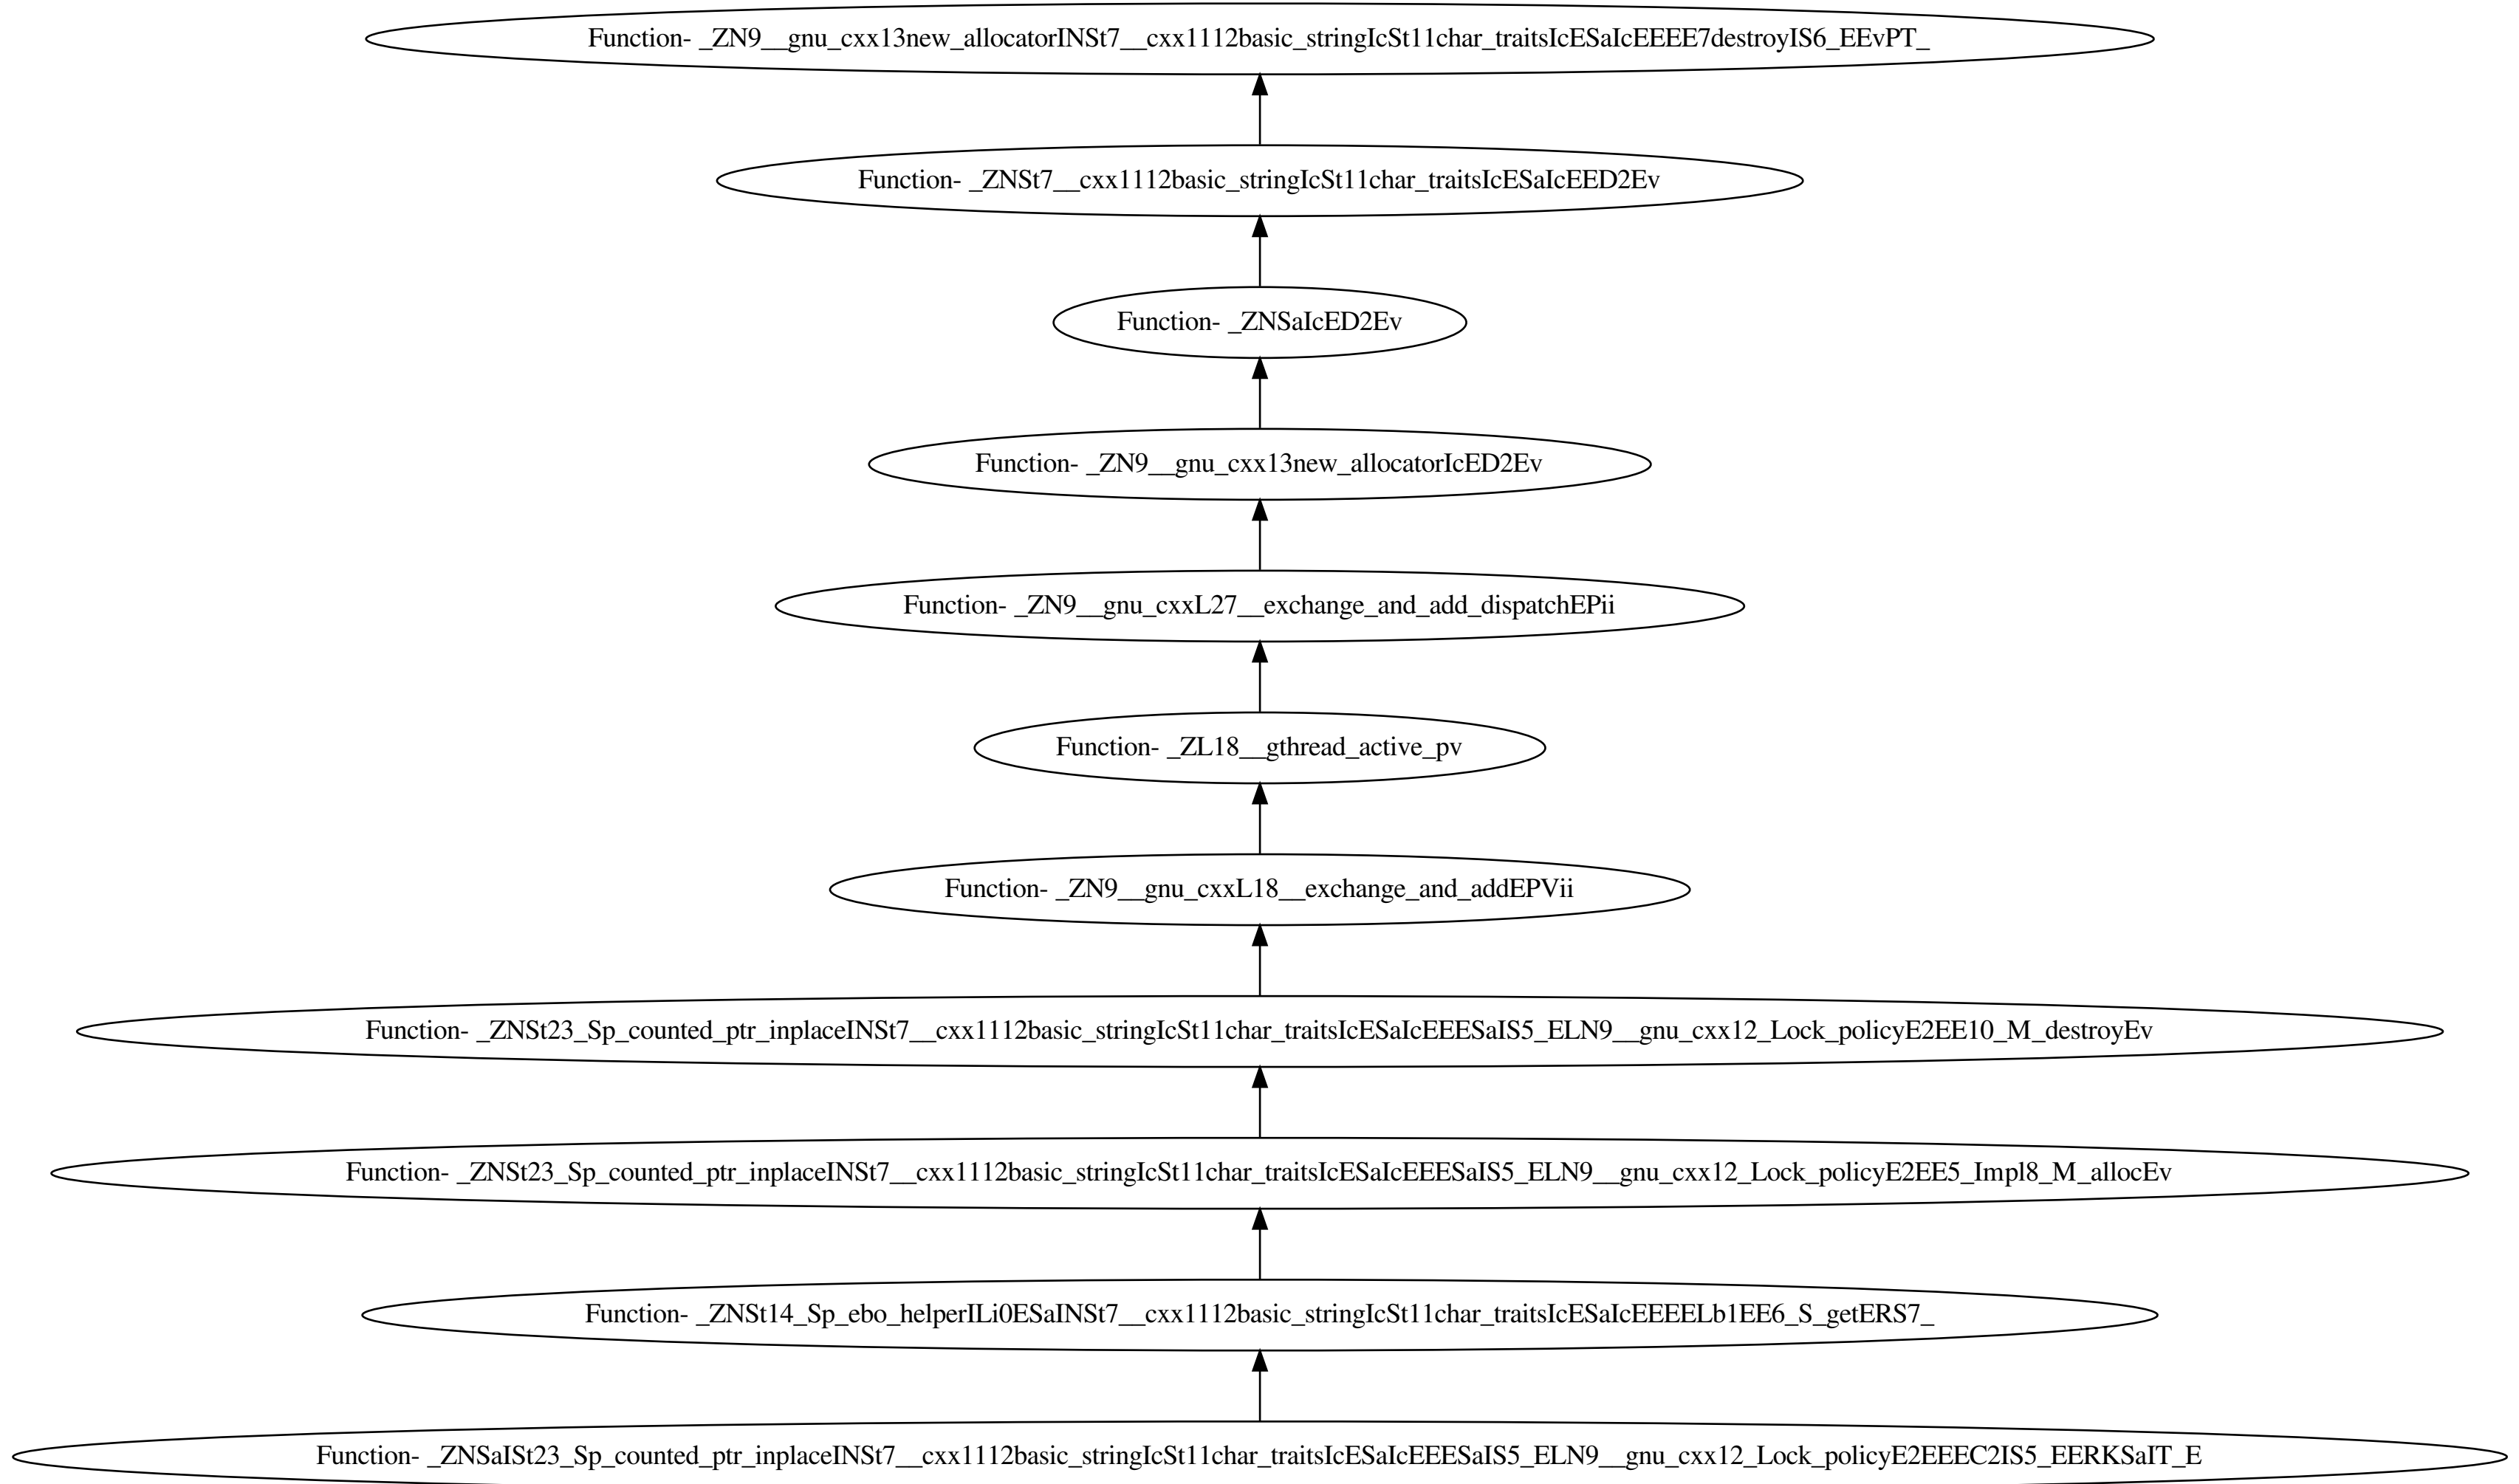 Function- _ZN9__gnu_cxx13new_allocatorINSt7__cxx1112basic_stringIcSt11char_traitsIcESaIcEEEE7destroyIS6_EEvPT_
Function- _ZNSt7__cxx1112basic_stringIcSt11char_traitsIcESaIcEED2Ev
Function- _ZNSaIcED2Ev
Function- _ZN9__gnu_cxx13new_allocatorIcED2Ev
Function- _ZN9__gnu_cxxL27__exchange_and_add_dispatchEPii
Function- _ZL18__gthread_active_pv
Function- _ZN9__gnu_cxxL18__exchange_and_addEPVii
Function- _ZNSt23_Sp_counted_ptr_inplaceINSt7__cxx1112basic_stringIcSt11char_traitsIcESaIcEEESaIS5_ELN9__gnu_cxx12_Lock_policyE2EE10_M_destroyEv
Function- _ZNSt23_Sp_counted_ptr_inplaceINSt7__cxx1112basic_stringIcSt11char_traitsIcESaIcEEESaIS5_ELN9__gnu_cxx12_Lock_policyE2EE5_Impl8_M_allocEv
Function- _ZNSt14_Sp_ebo_helperILi0ESaINSt7__cxx1112basic_stringIcSt11char_traitsIcESaIcEEEELb1EE6_S_getERS7_
Function- _ZNSaISt23_Sp_counted_ptr_inplaceINSt7__cxx1112basic_stringIcSt11char_traitsIcESaIcEEESaIS5_ELN9__gnu_cxx12_Lock_policyE2EEEC2IS5_EERKSaIT_E